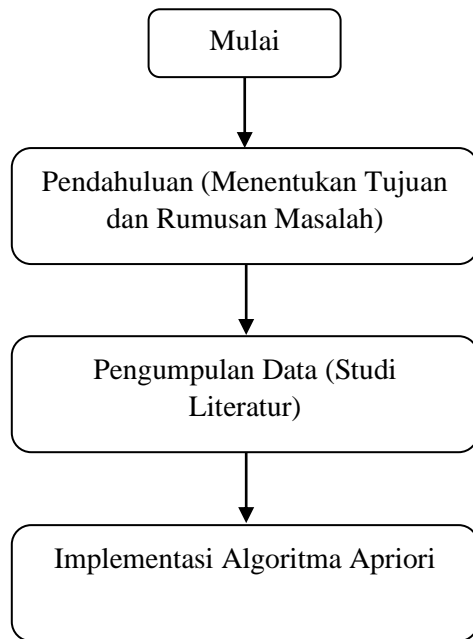 Mulai
Pendahuluan (Menentukan Tujuan
dan Rumusan Masalah)
Pengumpulan Data (Studi
Literatur)
Implementasi Algoritma Apriori